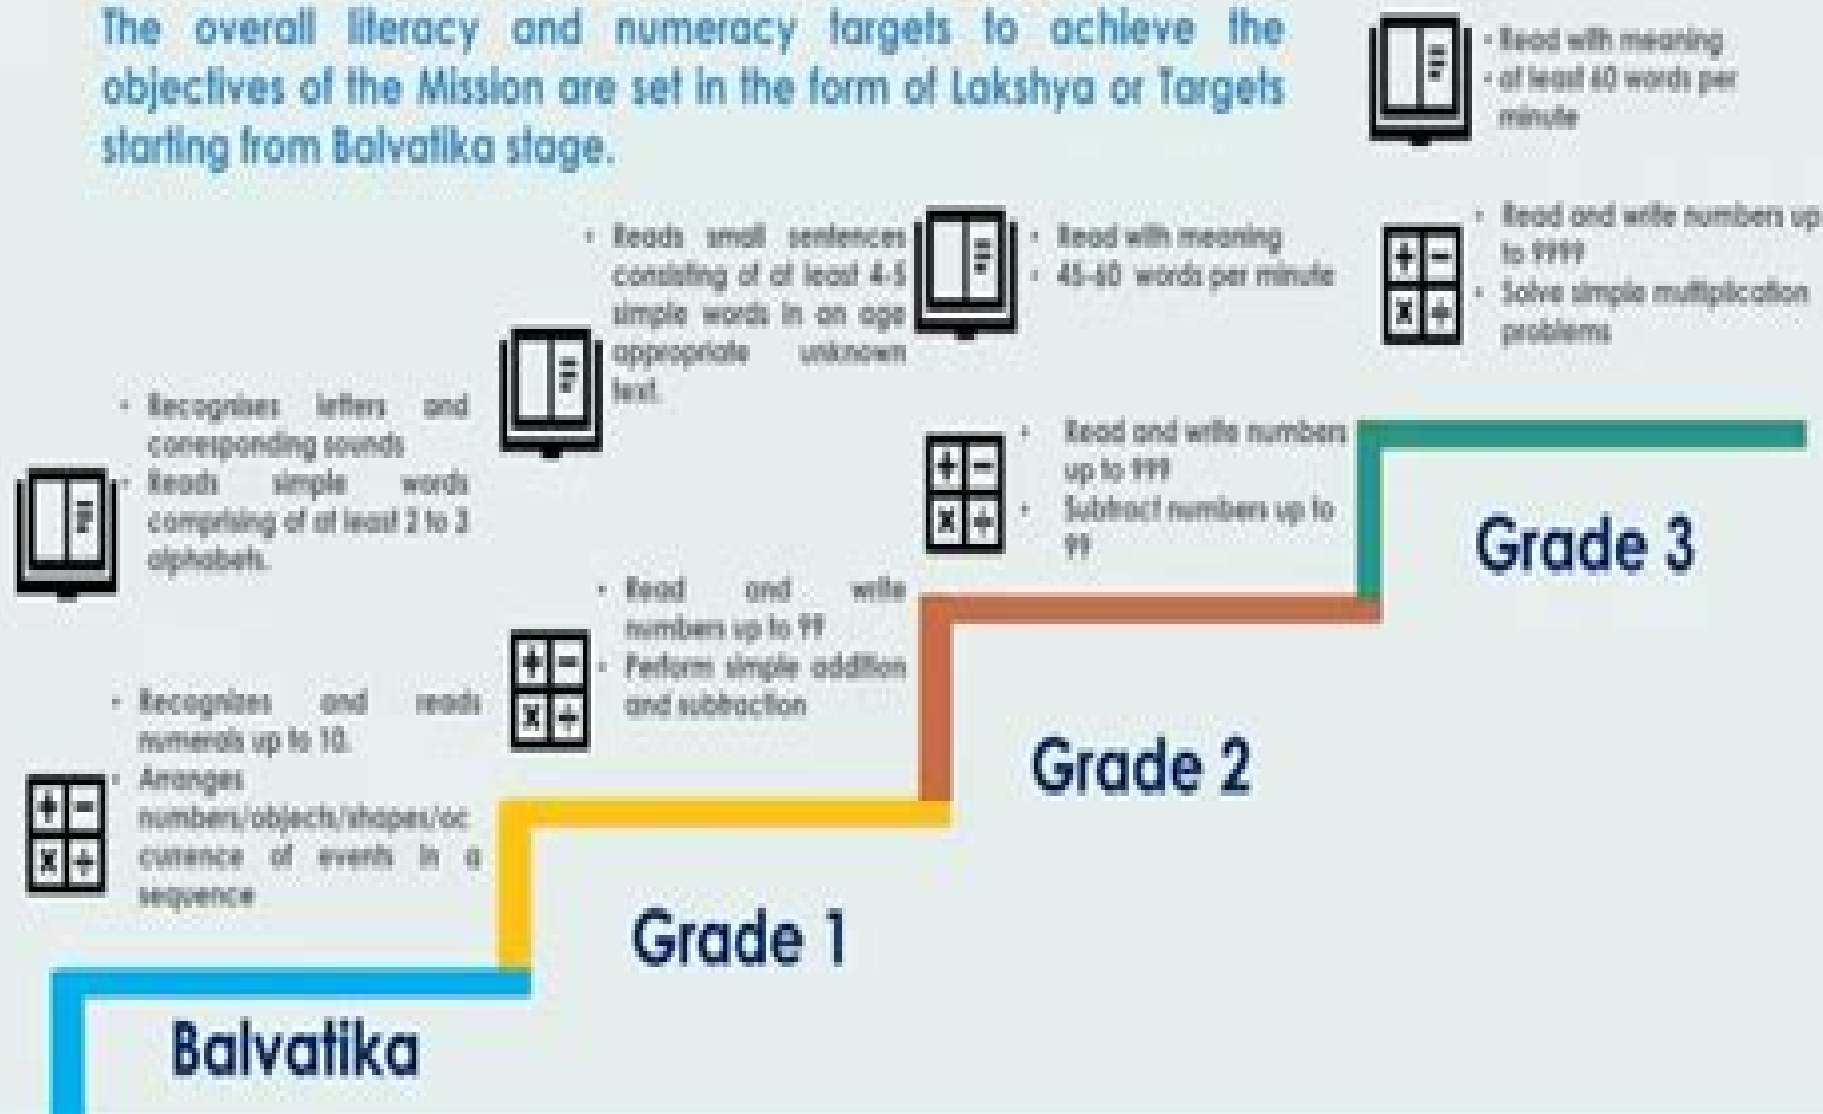 The overall literacy and numeracy targets to achieve the
objectives of the Mission are set in the form of Lakshya or Targets
starting from Balvatika stage.
• Recognises letters and
corresponding sounds
• Reads simple words
comprising of at least 2 to 3
alphabets.
• Recognizes and reads
numerals up to 10.
• Arranges
numbers/objects/shapes/oc
currence of events in a
sequence
Balvatika
• Reads small sentences
consisting of at least 4-5
simple words in an age
appropriate unknown
text.
• Read and write
numbers up to 99
• Perform simple addition
and subtraction
Grade 1
• Read with meaning
• 45-60 words per minute
• Read and write numbers
up to 999
• Subtract numbers up to
99
Grade 2
• Read with meaning
• at least 60 words per
minute
• Read and write numbers up
to 9999
• Solve simple multiplication
problems
Grade 3